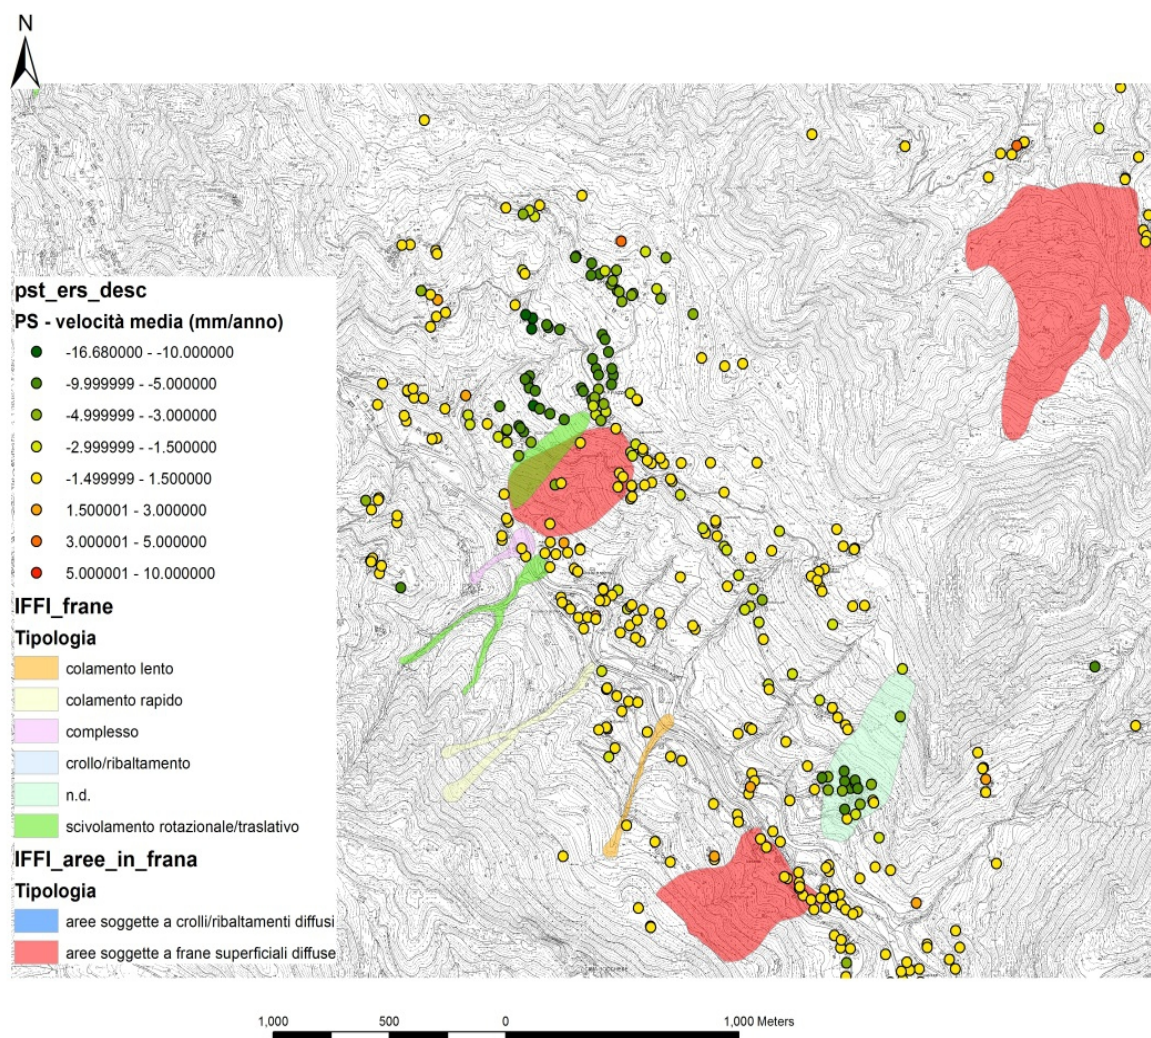 N
pst_ers_desc
PS - velocità media (mm/anno)
-16.680000 - -10.000000
-9.999999 - -5.000000
-4.999999 - -3.000000
-2.999999 - -1.500000
-1.499999 - 1.500000
1.500001 - 3.000000
3.000001 - 5.000000
5.000001 - 10.000000
IFFI_frane
Tipologia
colamento lento
colamento rapido
complesso
crollo/ribaltamento
n.d.
scivolamento rotazionale/traslativo
IFFI_aree_in_frana
Tipologia
aree soggette a crolli/ribaltamenti diffusi
aree soggette a frane superficiali diffuse
1,000 500 0 1,000 Meters